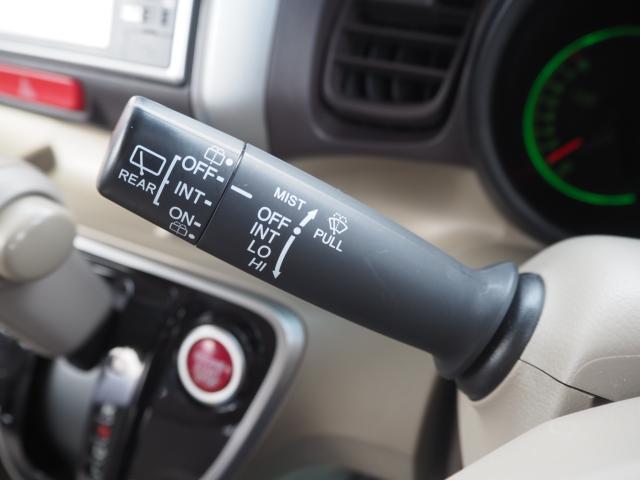 REAR
OFF
INT
ON
MIST
OFF
INT
LO
HI
PULL